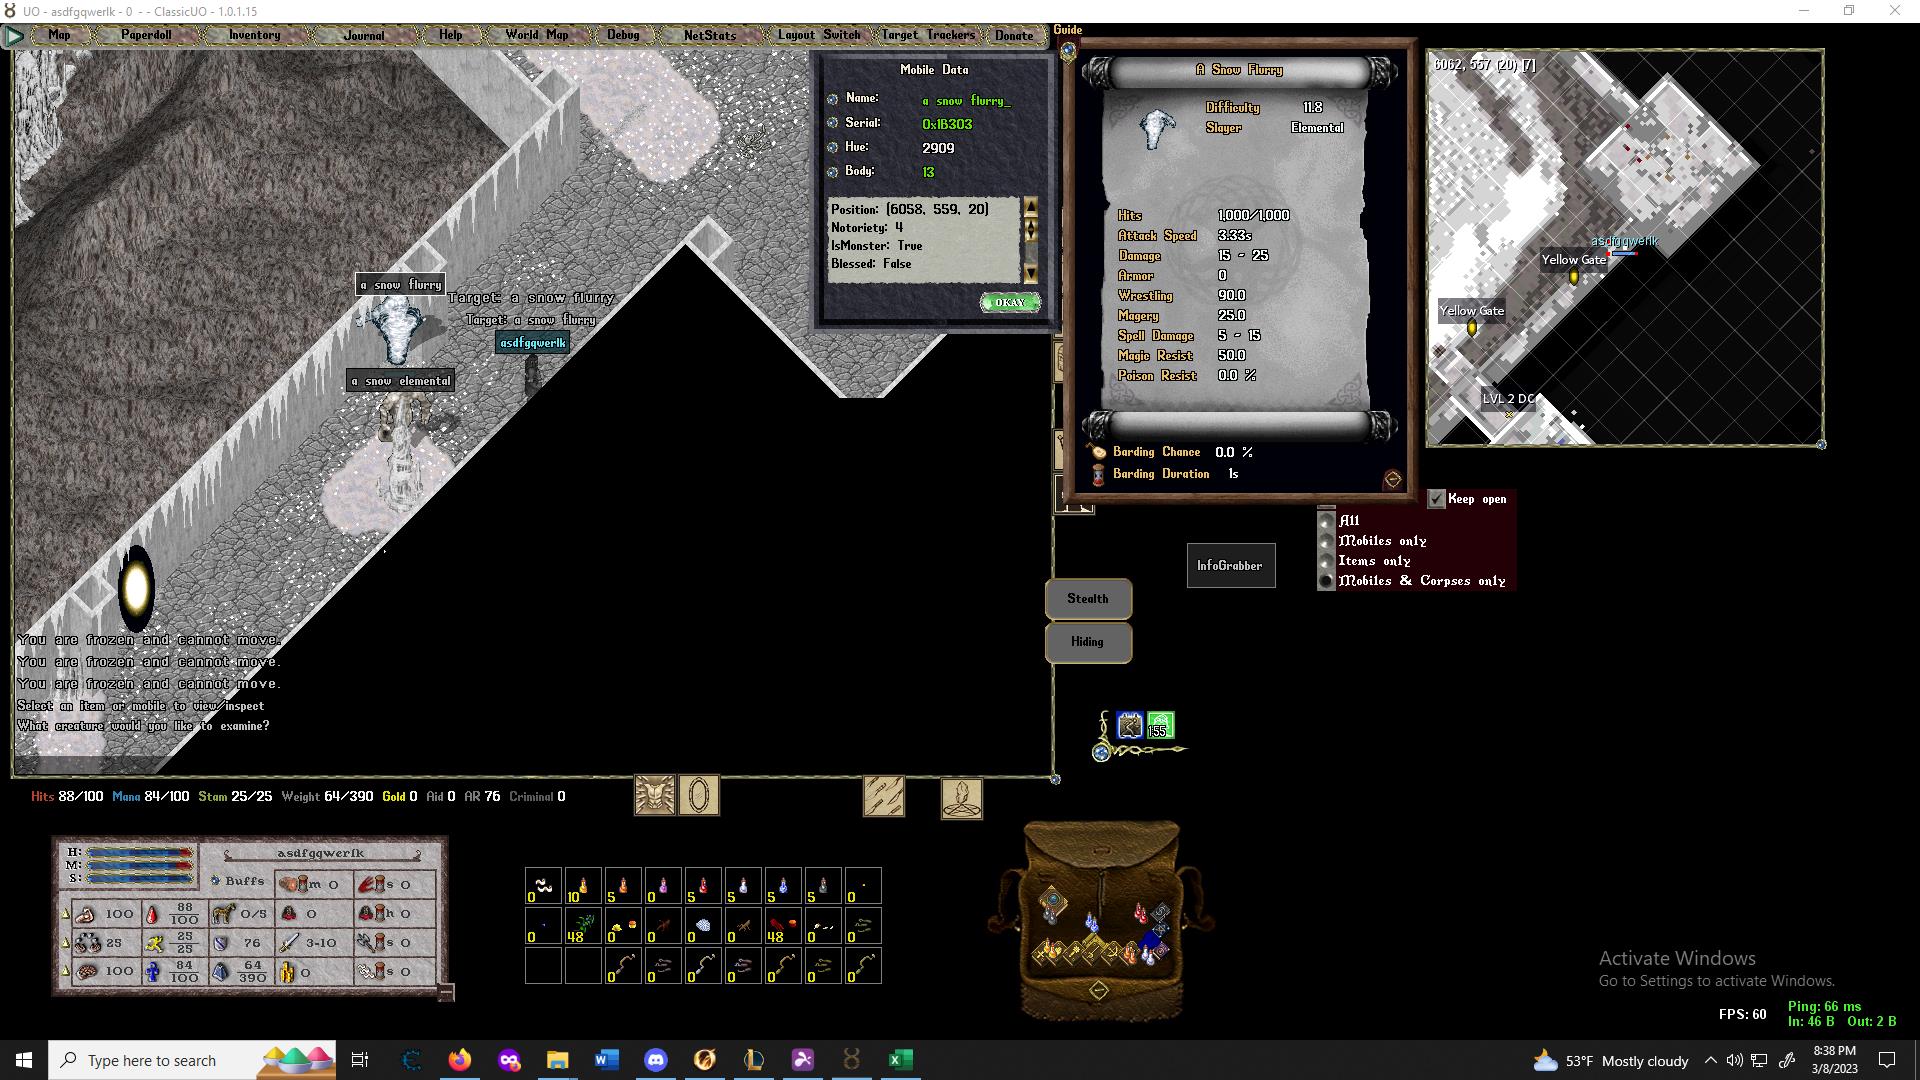 UO - asdfgqwerlk - 0 - - ClassicUO - 1.0.1.15
Map
Paperdoll
Inventory
Journal
Help
World Map
Debug
NetStats
Layout Switch
Target Trackers
Donate
Guide
Mobile Data
Name: a snow flurry_
Serial: 0x1B303
Hue: 2909
Body: 13
Position: (6058, 559, 20)
Notoriety: 4
IsMonster: True
Blessed: False
OKAY
A Snow Flurry
Difficulty 11.8
Slayer Elemental
Hits 1,000/1,000
Attack Speed 3.33s
Damage 15 - 25
Armor 0
Wrestling 90.0
Magery 25.0
Spell Damage 5 - 15
Magic Resist 50.0
Poison Resist 0.0 %
Barding Chance 0.0 %
Barding Duration 1s
6062, 557 (20) [7]
asdfgqwerlk
Yellow Gate
Yellow Gate
LVL 2 DC
a snow flurry
Target: a snow flurry
Target: a snow flurry
asdfgqwerlk
a snow elemental
Keep open
All
Mobiles only
Items only
Mobiles & Corpses only
InfoGrabber
Stealth
Hiding
155
You are frozen and cannot move.
You are frozen and cannot move.
You are frozen and cannot move.
Select an item or mobile to view/inspect
What creature would you like to examine?
Hits 88/100 Mana 84/100 Stam 25/25 Weight 64/390 Gold 0 Aid 0 AR 76 Criminal 0
H:
M:
S:
asdfgqwerlk
Buffs
m 0
s 0
100
88
100
0/5
0
h 0
25
25
25
76
3-10
s 0
100
84
100
64
390
0
s 0
0 10 5 0 5 5 5 5 0
0 48 0 0 0 0 48 0 0
0 0 0 0 0 0 0
Activate Windows
Go to Settings to activate Windows.
FPS: 60
Ping: 66 ms
In: 46 B Out: 2 B
Type here to search
53°F Mostly cloudy
8:38 PM
3/8/2023